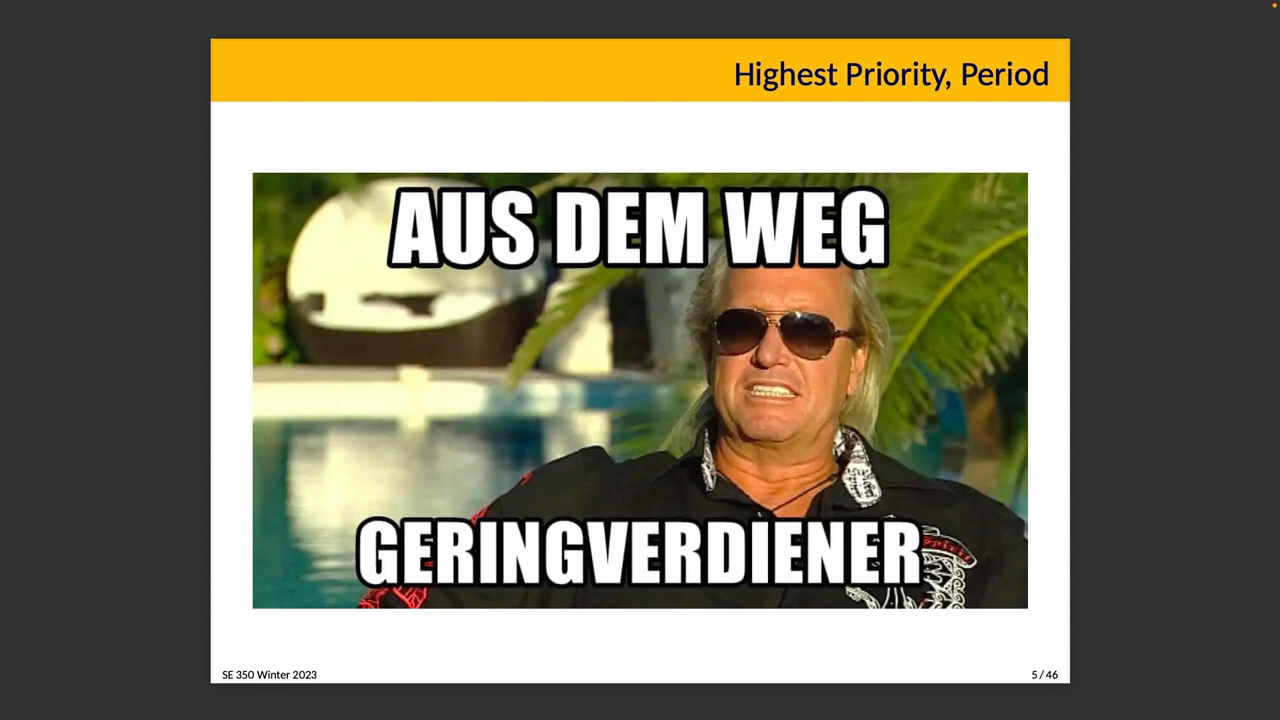 Highest Priority, Period
AUS DEM WEG
GERINGVERDIENER
SE 350 Winter 2023
5 / 46